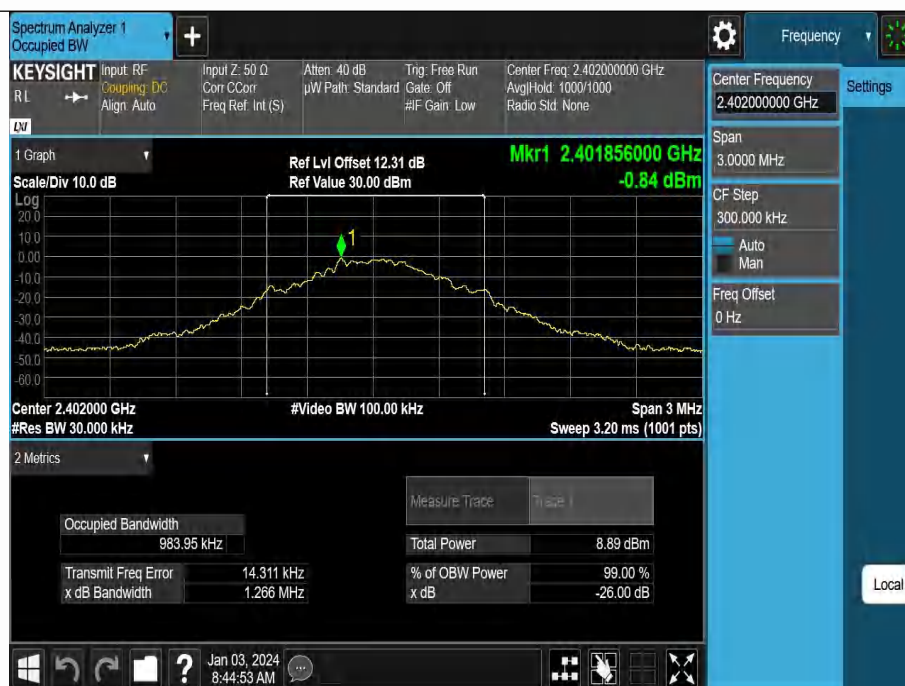 Spectrum Analyzer 1
Occupied BW
Frequency
KEYSIGHT
RL
LXI
Input: RF
Coupling: DC
Align: Auto
Input Z: 50 Ω
Corr CCorr
Freq Ref: Int (S)
Atten: 40 dB
µW Path: Standard
Trig: Free Run
Gate: Off
#IF Gain: Low
Center Freq: 2.402000000 GHz
Avg|Hold: 1000/1000
Radio Std: None
Center Frequency
2.402000000 GHz
Settings
Span
3.0000 MHz
CF Step
300.000 kHz
Auto
Man
Freq Offset
0 Hz
1 Graph
Scale/Div 10.0 dB
Ref Lvl Offset 12.31 dB
Ref Value 30.00 dBm
Mkr1 2.401856000 GHz
-0.84 dBm
Log
20.0
10.0
0.00
-10.0
-20.0
-30.0
-40.0
-50.0
-60.0
1
Center 2.402000 GHz
#Res BW 30.000 kHz
#Video BW 100.00 kHz
Span 3 MHz
Sweep 3.20 ms (1001 pts)
2 Metrics
Measure Trace
Trace 1
Occupied Bandwidth
983.95 kHz
Total Power
8.89 dBm
Transmit Freq Error
14.311 kHz
% of OBW Power
99.00 %
x dB Bandwidth
1.266 MHz
x dB
-26.00 dB
Local
?
Jan 03, 2024
8:44:53 AM